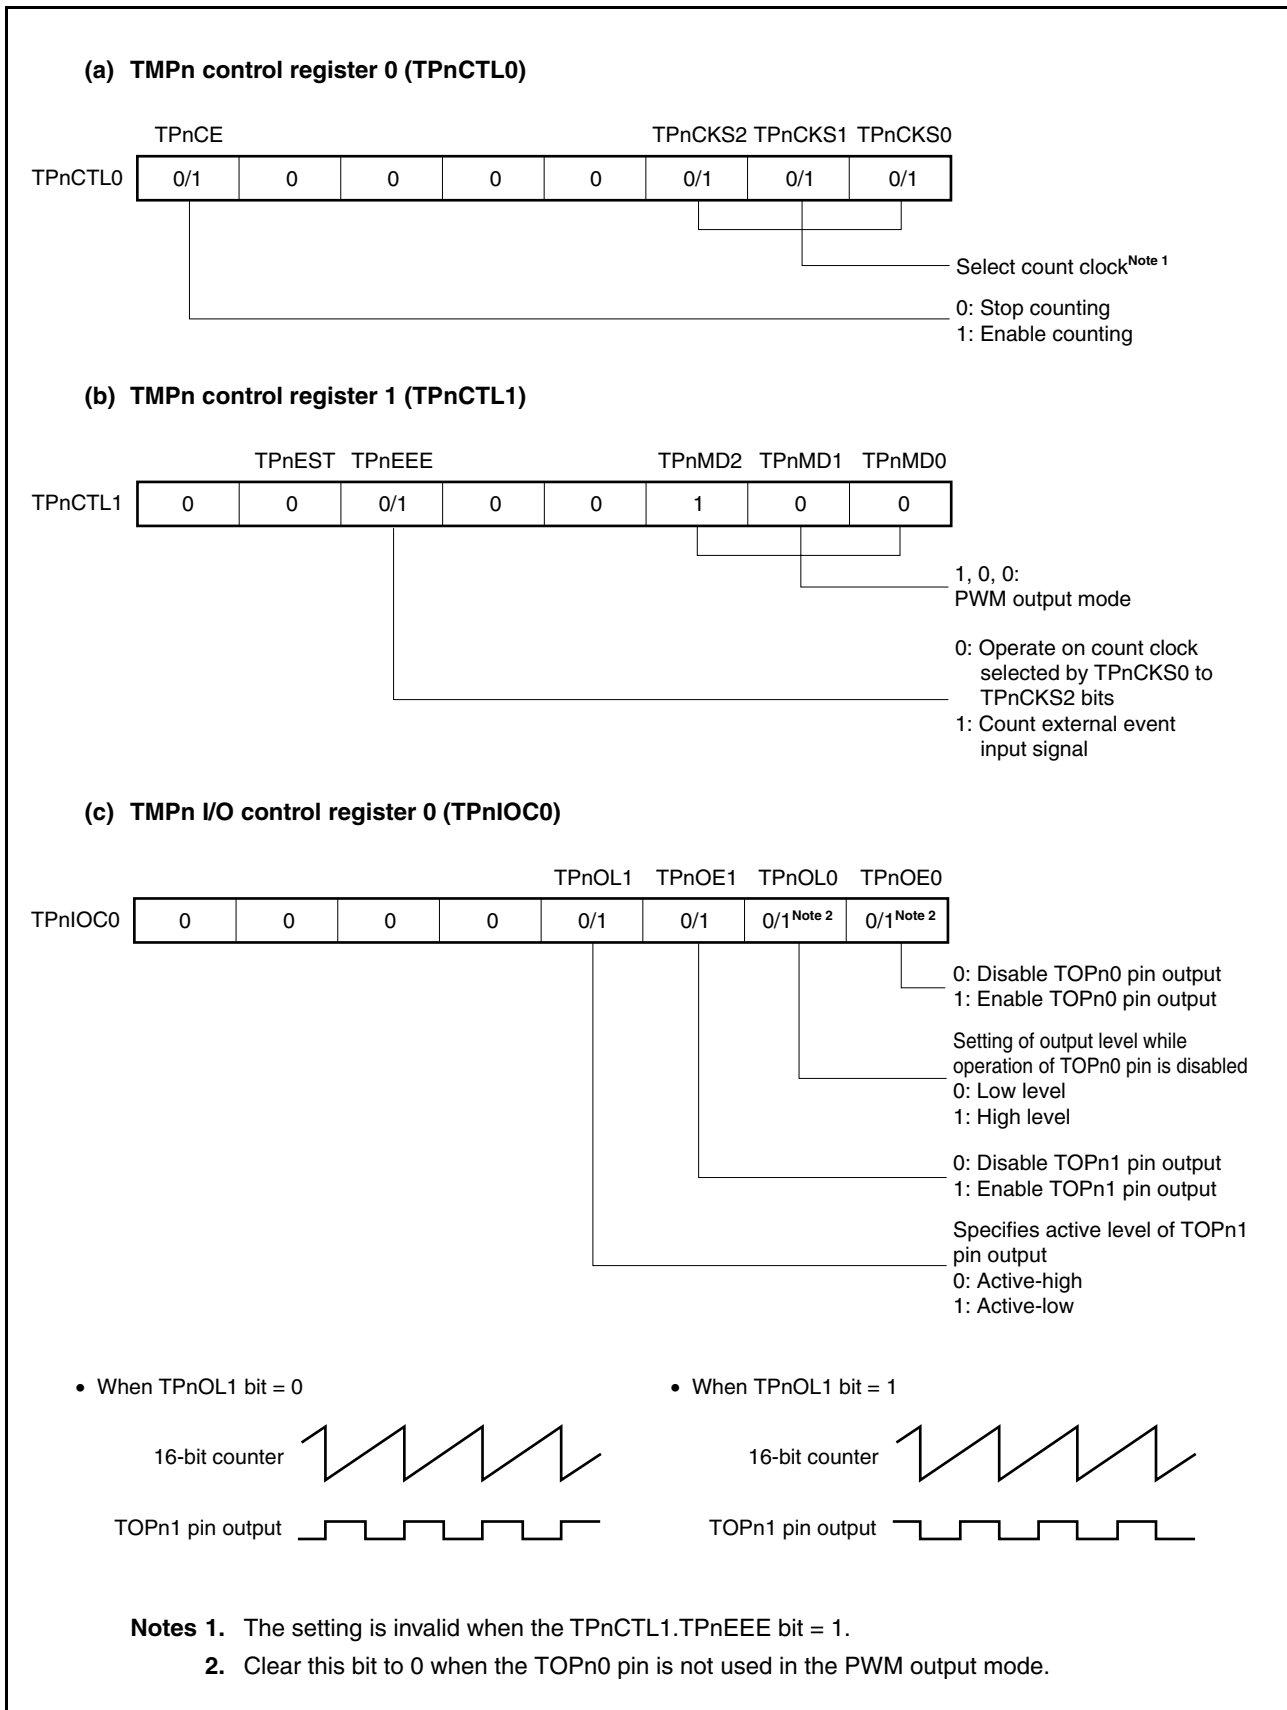 (a) TMPn control register 0 (TPnCTL0)
TPnCE TPnCKS2 TPnCKS1 TPnCKS0
TPnCTL0 0/1 0 0 0 0 0/1 0/1 0/1
Select count clockNote 1
0: Stop counting
1: Enable counting
(b) TMPn control register 1 (TPnCTL1)
TPnEST TPnEEE TPnMD2 TPnMD1 TPnMD0
TPnCTL1 0 0 0/1 0 0 1 0 0
1, 0, 0:
PWM output mode
0: Operate on count clock
selected by TPnCKS0 to
TPnCKS2 bits
1: Count external event
input signal
(c) TMPn I/O control register 0 (TPnIOC0)
TPnOL1 TPnOE1 TPnOL0 TPnOE0
TPnIOC0 0 0 0 0 0/1 0/1 0/1Note 2 0/1Note 2
0: Disable TOPn0 pin output
1: Enable TOPn0 pin output
Setting of output level while
operation of TOPn0 pin is disabled
0: Low level
1: High level
0: Disable TOPn1 pin output
1: Enable TOPn1 pin output
Specifies active level of TOPn1
pin output
0: Active-high
1: Active-low
• When TPnOL1 bit = 0
16-bit counter
TOPn1 pin output
• When TPnOL1 bit = 1
16-bit counter
TOPn1 pin output
Notes 1. The setting is invalid when the TPnCTL1.TPnEEE bit = 1.
2. Clear this bit to 0 when the TOPn0 pin is not used in the PWM output mode.